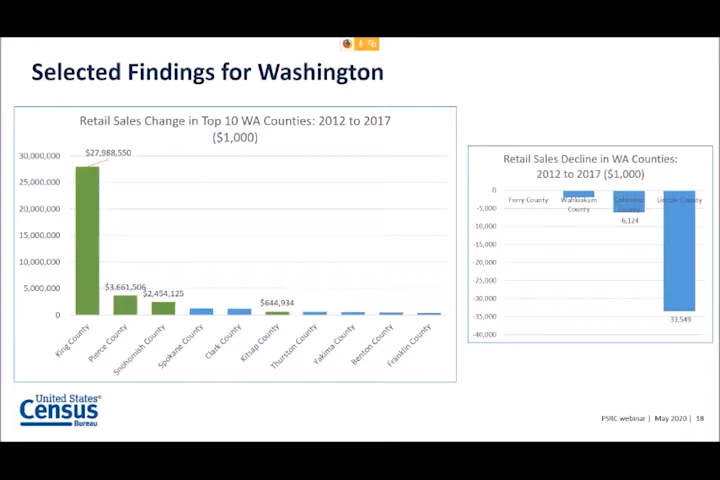 Selected Findings for Washington
Retail Sales Change in Top 10 WA Counties: 2012 to 2017
($1,000)
$27,988,550
30,000,000
25,000,000
20,000,000
15,000,000
10,000,000
5,000,000
0
$3,661,506
$2,454,125
$644,934
King County
Pierce County
Snohomish County
Spokane County
Clark County
Kitsap County
Thurston County
Yakima County
Benton County
Franklin County
Retail Sales Decline in WA Counties:
2012 to 2017 ($1,000)
0
-5,000
-10,000
-15,000
-20,000
-25,000
-30,000
-35,000
-40,000
Ferry County
Wahkiakum
County
Columbia
County
Lincoln County
-6,124
33,549
United States®
Census
Bureau
PSRC webinar | May 2020 | 18